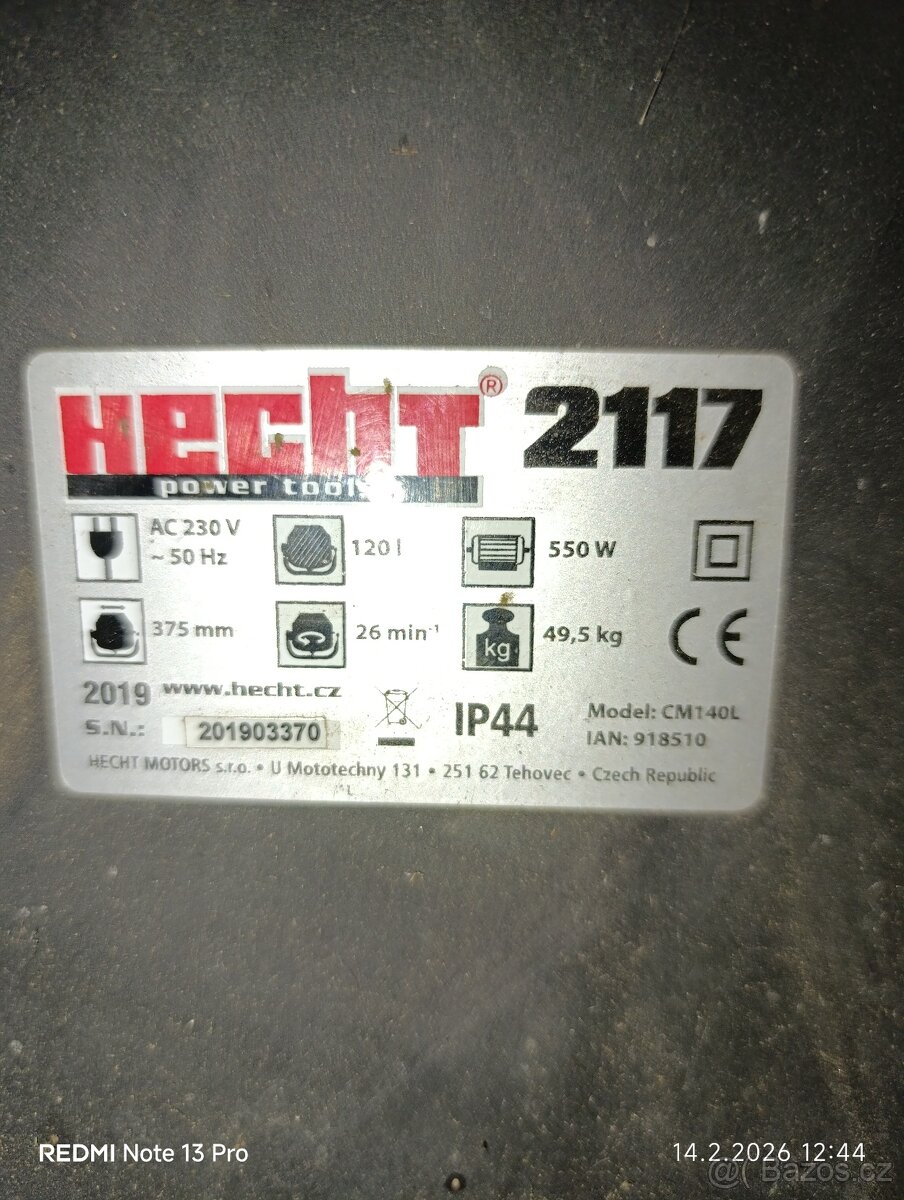 HECHT® 2117
power tools
AC 230 V
~ 50 Hz
120 l
550 W
375 mm
26 min⁻¹
kg
49,5 kg
CE
2019 www.hecht.cz
S.N.: 201903370
IP44
Model: CM140L
IAN: 918510
HECHT MOTORS s.r.o. • U Mototechny 131 • 251 62 Tehovec • Czech Republic
REDMI Note 13 Pro
14.2.2026 12:44
@( Bazos.cz